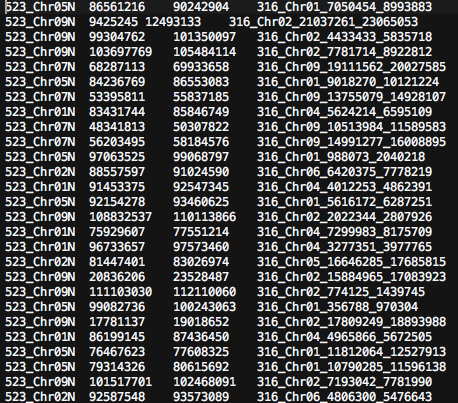 523_Chr05N 86561216 90242904 316_Chr01_7050454_8993883
523_Chr09N 9425245 12493133 316_Chr02_21037261_23065053
523_Chr09N 99304762 101350097 316_Chr02_4433433_5835718
523_Chr09N 103697769 105484114 316_Chr02_7781714_8922812
523_Chr07N 68287113 69933658 316_Chr09_19111562_20027585
523_Chr05N 84236769 86553083 316_Chr01_9018270_10121224
523_Chr07N 53395811 55837185 316_Chr09_13755079_14928107
523_Chr01N 83431744 85846749 316_Chr04_5624214_6595109
523_Chr07N 48341813 50307822 316_Chr09_10513984_11589583
523_Chr07N 56203495 58184576 316_Chr09_14991277_16008895
523_Chr05N 97063525 99068797 316_Chr01_988073_2040218
523_Chr02N 88557597 91024590 316_Chr06_6420375_7778219
523_Chr01N 91453375 92547345 316_Chr04_4012253_4862391
523_Chr05N 92154278 93460625 316_Chr01_5616172_6287251
523_Chr09N 108832537 110113866 316_Chr02_2022344_2807926
523_Chr01N 75929607 77551214 316_Chr04_7299983_8175709
523_Chr01N 96733657 97573460 316_Chr04_3277351_3977765
523_Chr02N 81447401 83026974 316_Chr05_16646285_17685815
523_Chr09N 20836206 23528487 316_Chr02_15884965_17083923
523_Chr09N 111103030 112110060 316_Chr02_774125_1439745
523_Chr05N 99082736 100243063 316_Chr01_356788_970304
523_Chr09N 17781137 19018652 316_Chr02_17809249_18893988
523_Chr01N 86199145 87436450 316_Chr04_4965866_5672505
523_Chr05N 76467623 77608325 316_Chr01_11812064_12527913
523_Chr05N 79314326 80615692 316_Chr01_10790285_11596138
523_Chr09N 101517701 102468091 316_Chr02_7193042_7781990
523_Chr02N 92587548 93573089 316_Chr06_4806300_5476643